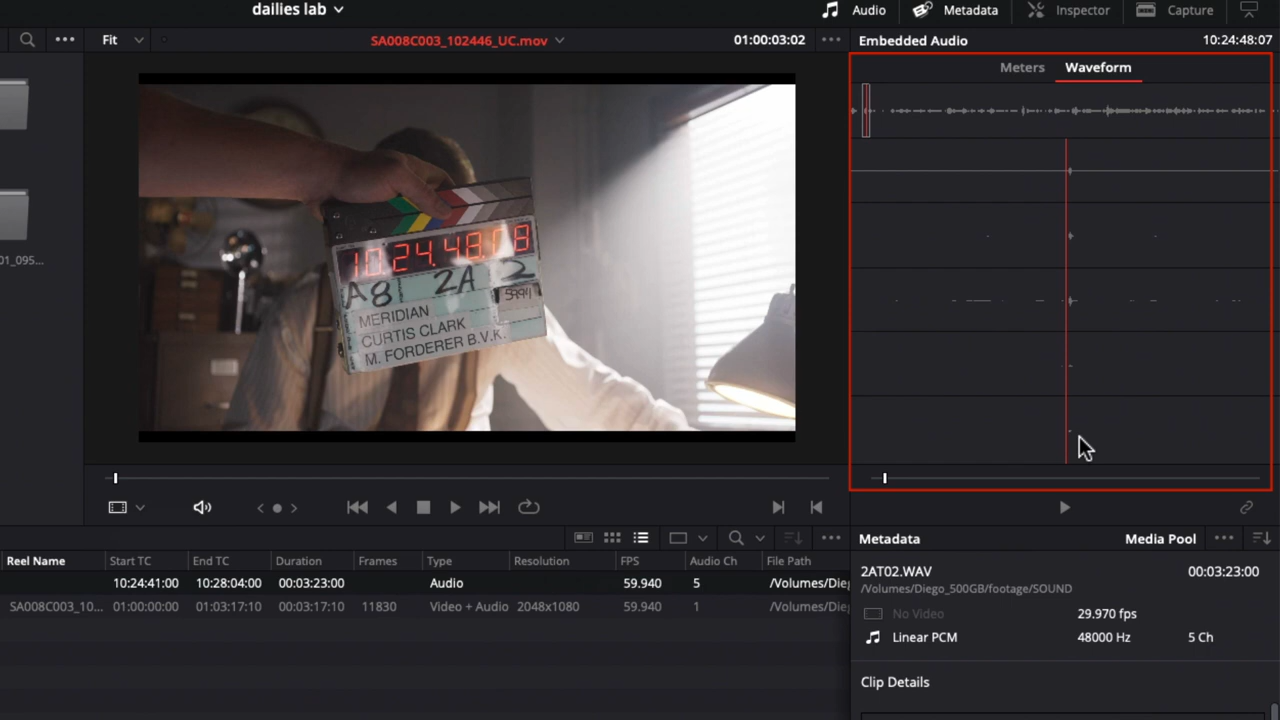 dailies lab
Audio
Metadata
Inspector
Capture
Fit
SA008C003_102446_UC.mov
01:00:03:02
Embedded Audio
10:24:48:07
Meters
Waveform
10.24.48.08
A8 2A 2
5994
MERIDIAN
CURTIS CLARK
M. FORDERER B.V.K.
01_095...
Reel Name Start TC End TC Duration Frames Type Resolution FPS Audio Ch File Path
10:24:41:00 10:28:04:00 00:03:23:00 Audio 59.940 5 /Volumes/Die
SA008C003_10... 01:00:00:00 01:03:17:10 00:03:17:10 11830 Video + Audio 2048x1080 59.940 1 /Volumes/Die
Metadata
Media Pool
2AT02.WAV
00:03:23:00
/Volumes/Diego_500GB/footage/SOUND
No Video
29.970 fps
Linear PCM
48000 Hz
5 Ch
Clip Details